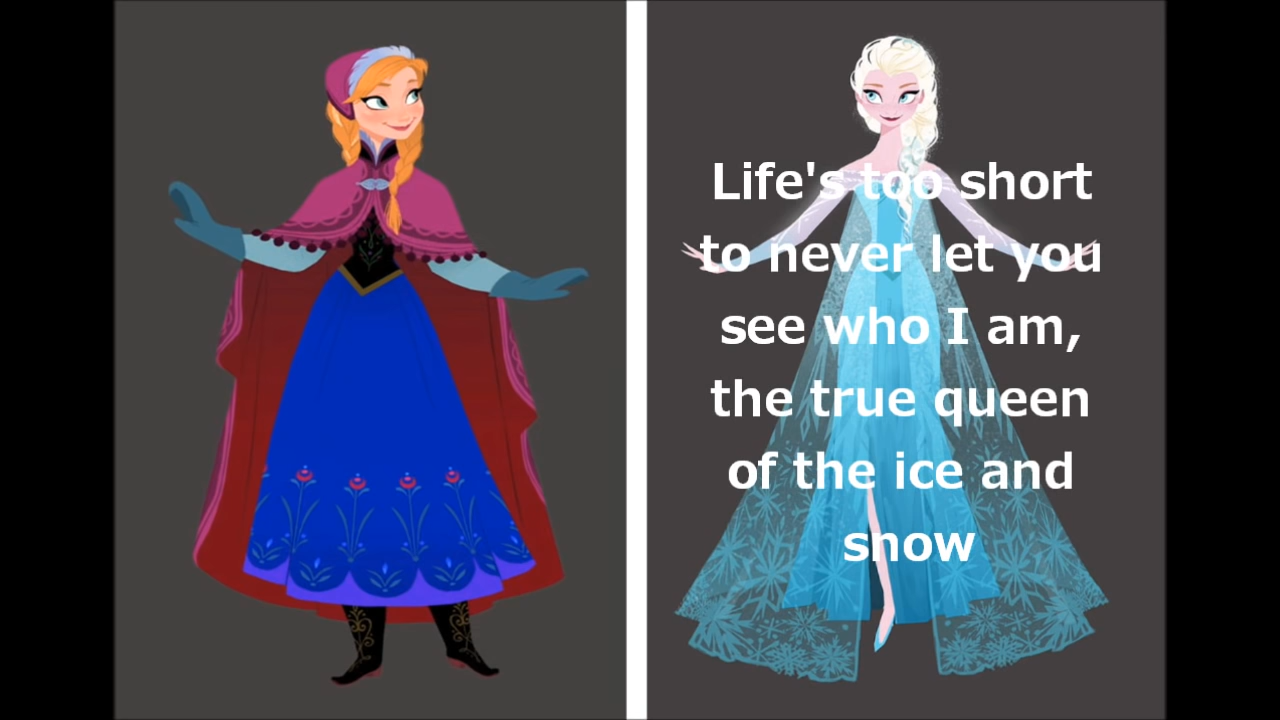 Life's too short
to never let you
see who I am,
the true queen
of the ice and
snow